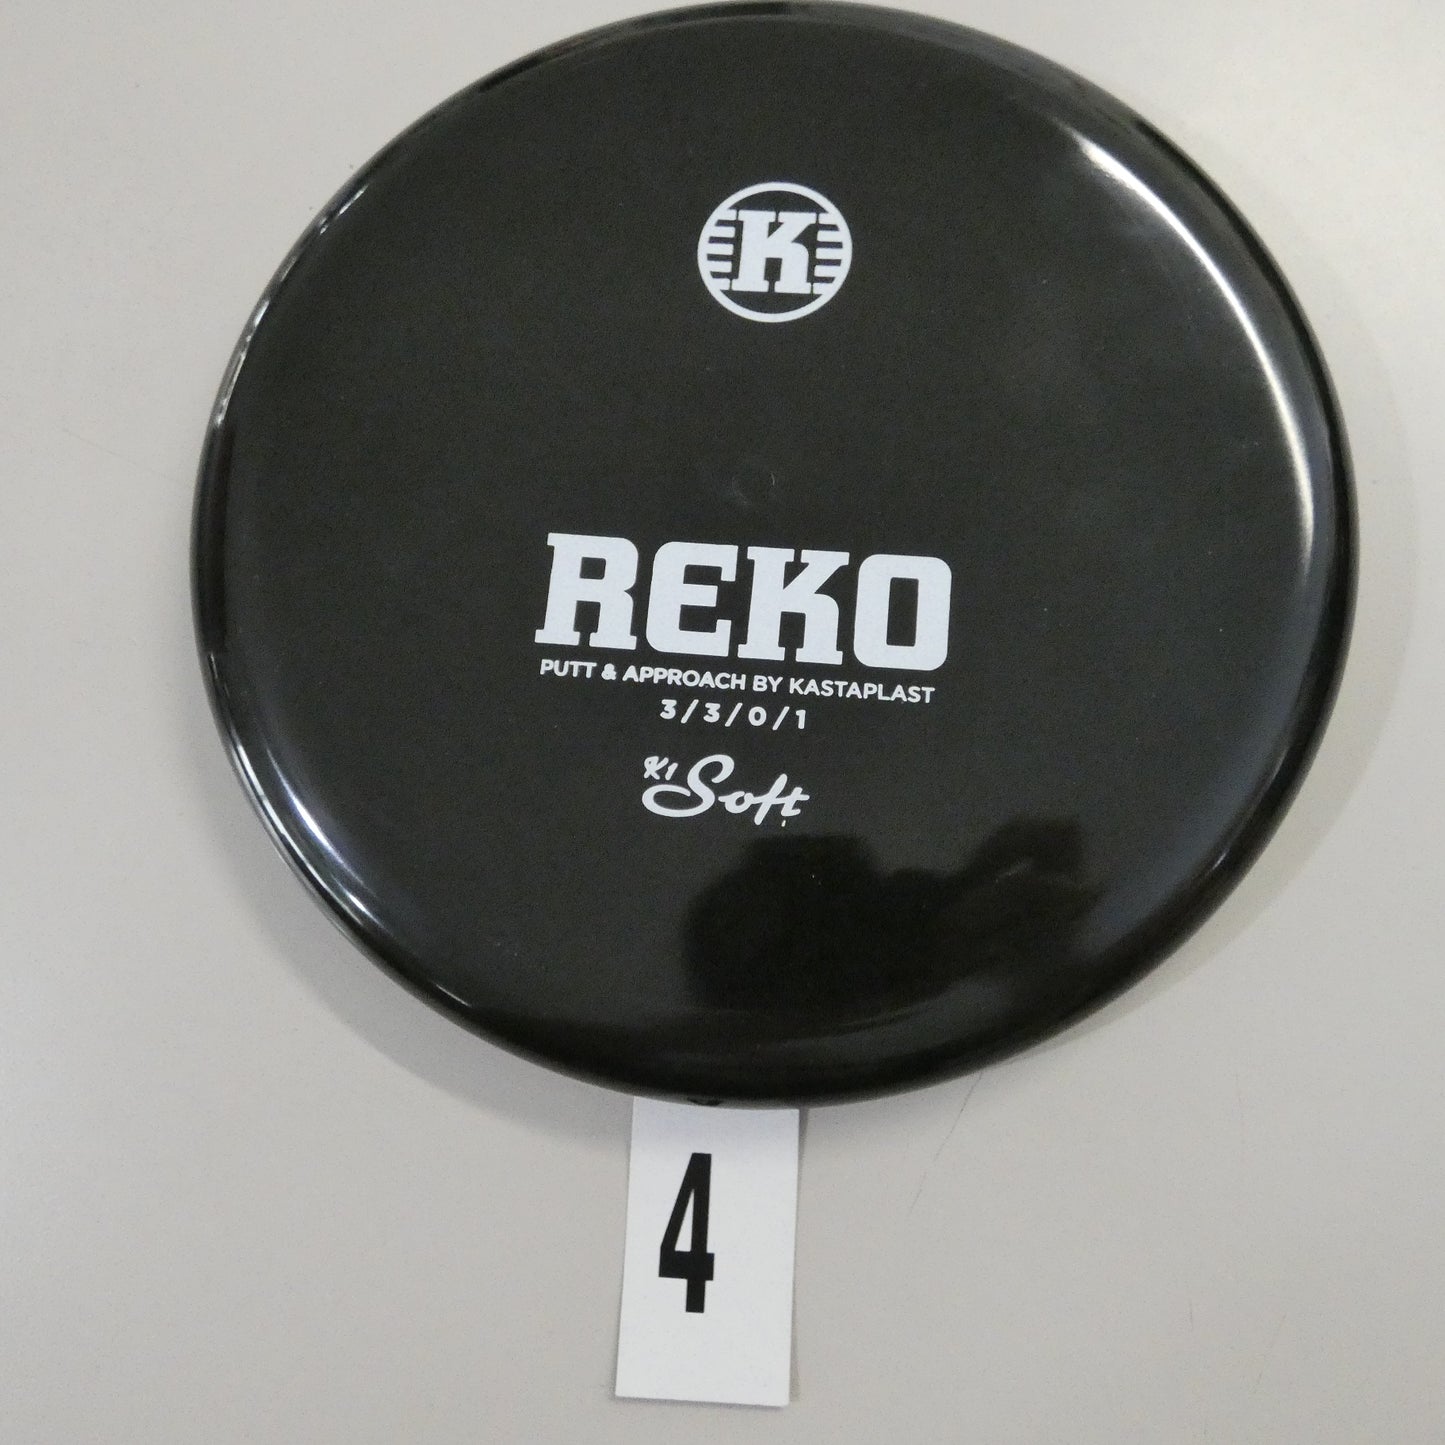 K
REKO
PUTT & APPROACH BY KASTAPLAST
3/3/0/1
K1 Soft
4